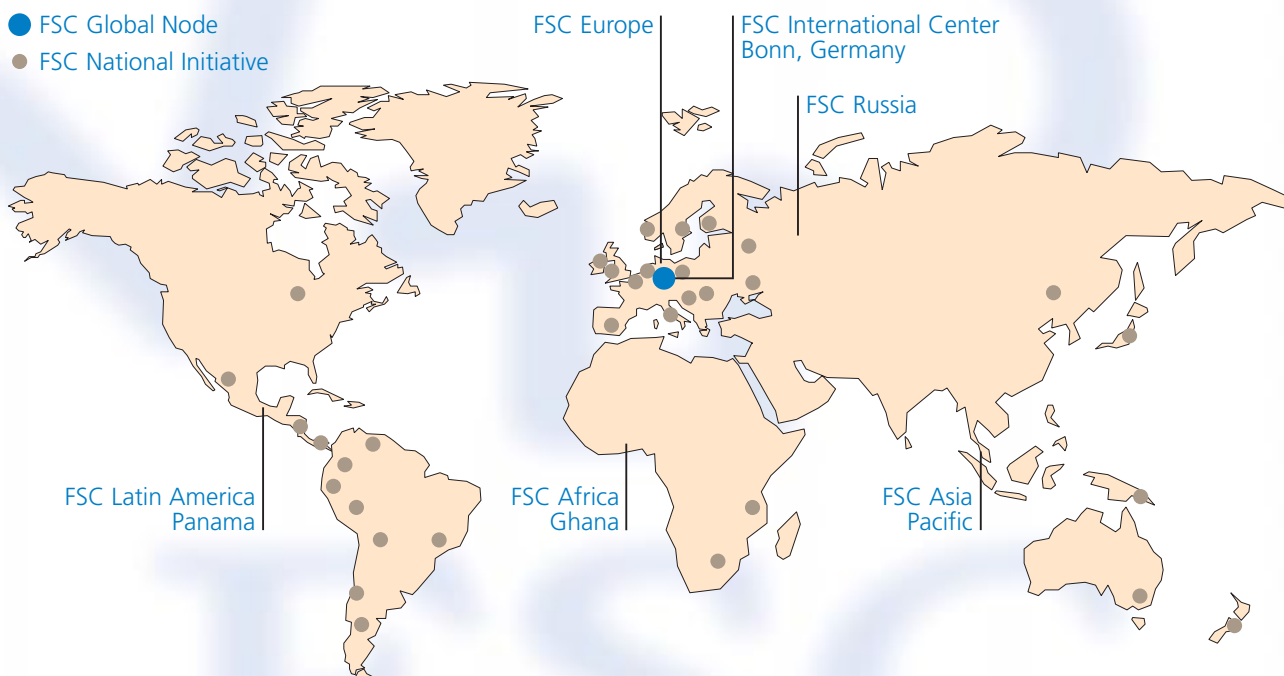 FSC Global Node
FSC National Initiative
FSC Europe
FSC International Center
Bonn, Germany
FSC Russia
FSC Latin America
Panama
FSC Africa
Ghana
FSC Asia
Pacific